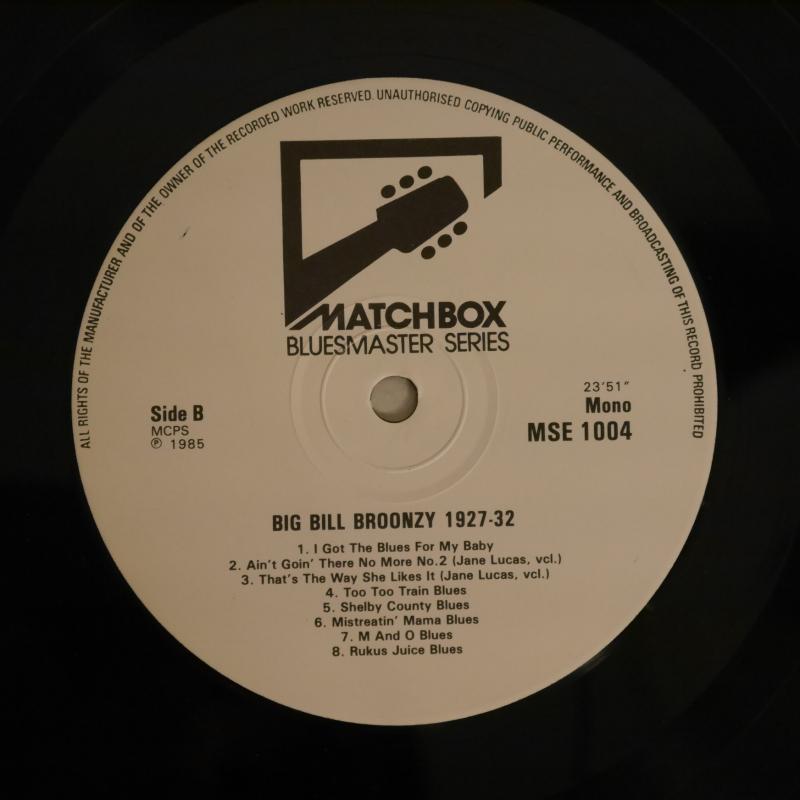 ALL RIGHTS OF THE MANUFACTURER AND OF THE OWNER OF THE RECORDED WORK RESERVED. UNAUTHORISED COPYING PUBLIC PERFORMANCE AND BROADCASTING OF THIS RECORD PROHIBITED
MATCHBOX
BLUESMASTER SERIES
Side B
MCPS
℗ 1985
23'51"
Mono
MSE 1004
BIG BILL BROONZY 1927-32
1. I Got The Blues For My Baby
2. Ain't Goin' There No More No.2 (Jane Lucas, vcl.)
3. That's The Way She Likes It (Jane Lucas, vcl.)
4. Too Too Train Blues
5. Shelby County Blues
6. Mistreatin' Mama Blues
7. M And O Blues
8. Rukus Juice Blues